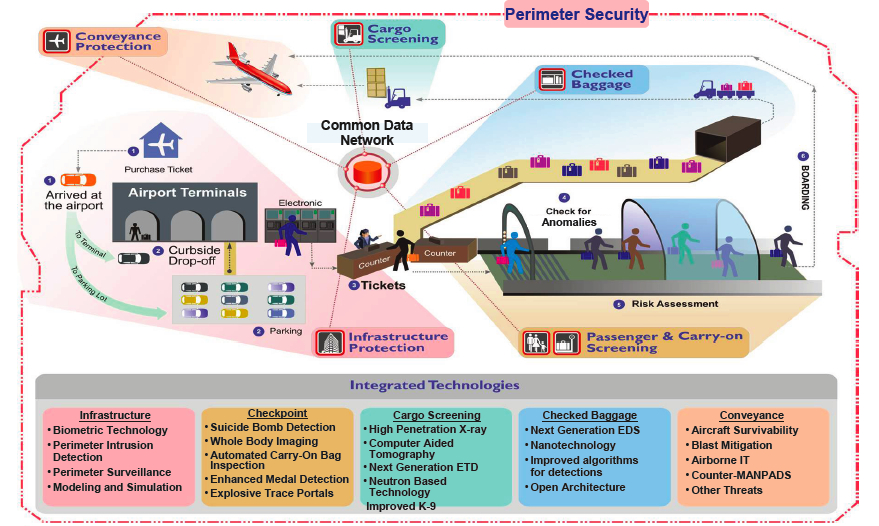 Perimeter Security
Conveyance
Protection
Cargo
Screening
Checked
Baggage
Common Data
Network
1
Purchase Ticket
1
Arrived at
the airport
Airport Terminals
Electronic
To Terminal
2 Curbside
Drop-off
To Parking Lot
2 Parking
Counter
Counter
3 Tickets
4
Check for
Anomalies
5 Risk Assessment
6 BOARDING
Infrastructure
Protection
Passenger & Carry-on
Screening
Integrated Technologies
Infrastructure
• Biometric Technology
• Perimeter Intrusion
Detection
• Perimeter Surveillance
• Modeling and Simulation
Checkpoint
• Suicide Bomb Detection
• Whole Body Imaging
• Automated Carry-On Bag
Inspection
• Enhanced Medal Detection
• Explosive Trace Portals
Cargo Screening
• High Penetration X-ray
• Computer Aided
Tomography
• Next Generation ETD
• Neutron Based
Technology
Improved K-9
Checked Baggage
• Next Generation EDS
• Nanotechnology
• Improved algorithms
for detections
• Open Architecture
Conveyance
• Aircraft Survivability
• Blast Mitigation
• Airborne IT
• Counter-MANPADS
• Other Threats